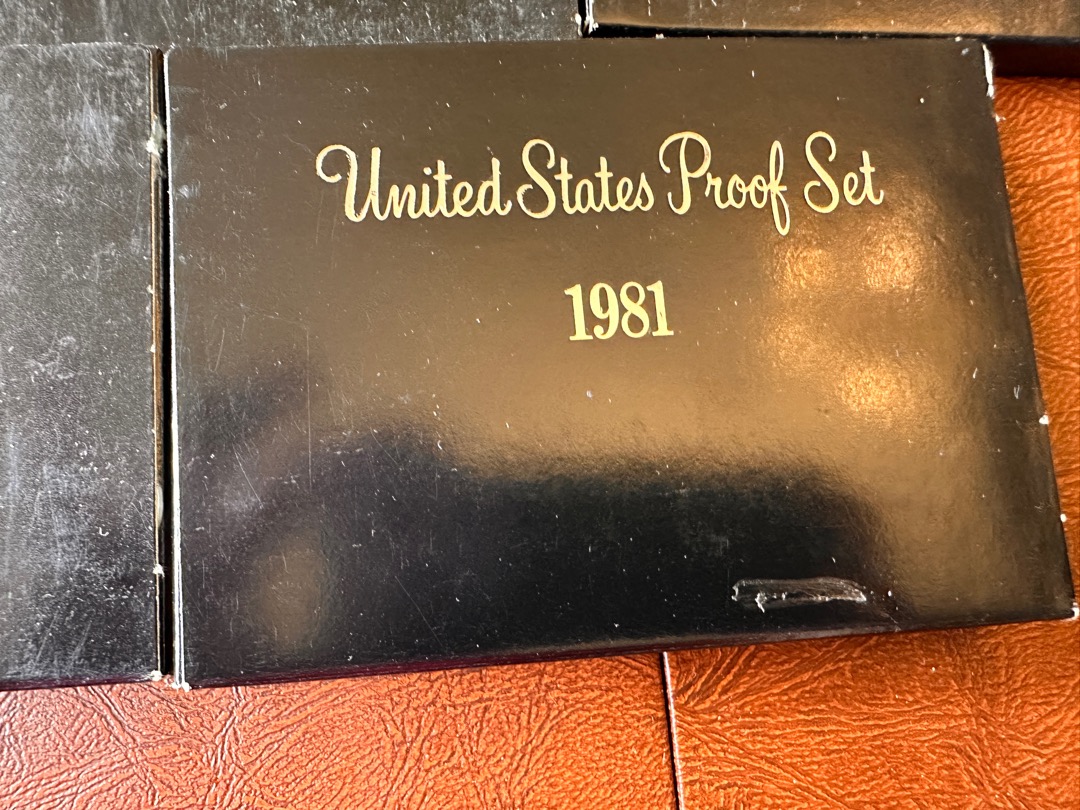 United States Proof Set
1981